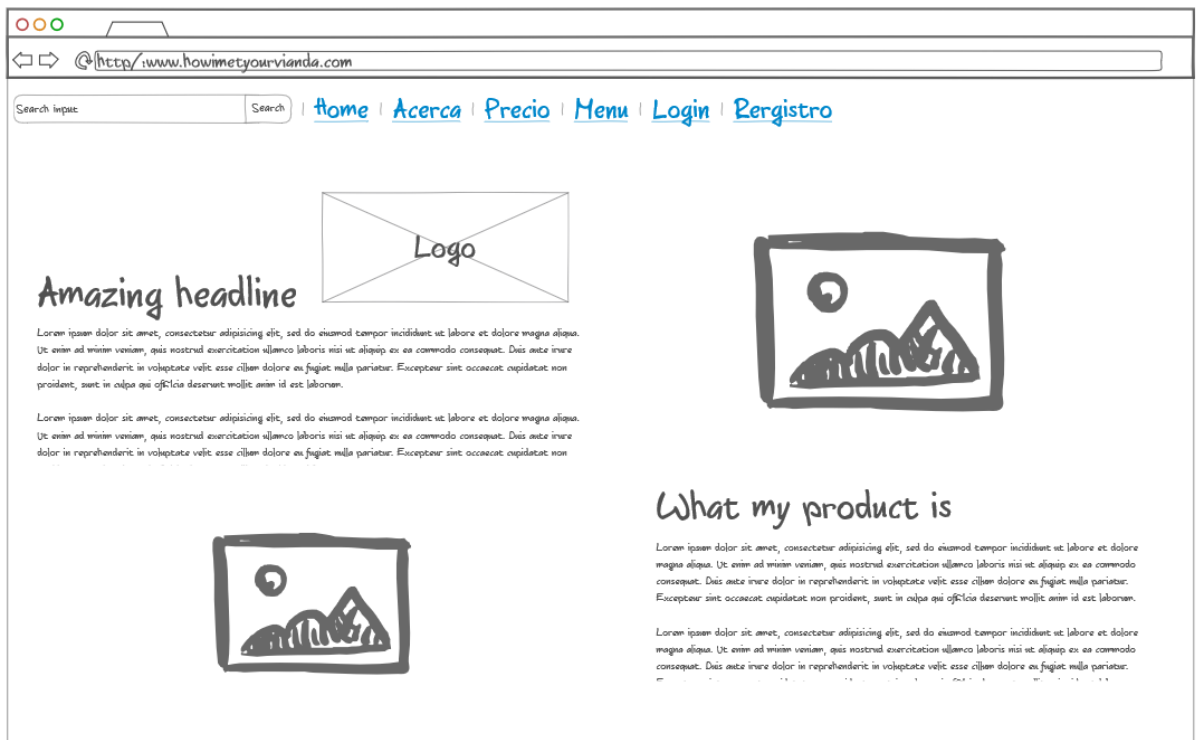 http/:www.howimetyourvianda.com
Search input Search Home Acerca Precio Menu Login Rergistro
Logo
Amazing headline
Lorem ipsum dolor sit amet, consectetur adipisicing elit, sed do eiusmod tempor incididunt ut labore et dolore magna aliqua.
Ut enim ad minim veniam, quis nostrud exercitation ullamco laboris nisi ut aliquip ex ea commodo consequat. Duis aute irure
dolor in reprehenderit in voluptate velit esse cillum dolore eu fugiat nulla pariatur. Excepteur sint occaecat cupidatat non
proident, sunt in culpa qui officia deserunt mollit anim id est laborum.
Lorem ipsum dolor sit amet, consectetur adipisicing elit, sed do eiusmod tempor incididunt ut labore et dolore magna aliqua.
Ut enim ad minim veniam, quis nostrud exercitation ullamco laboris nisi ut aliquip ex ea commodo consequat. Duis aute irure
dolor in reprehenderit in voluptate velit esse cillum dolore eu fugiat nulla pariatur. Excepteur sint occaecat cupidatat non
What my product is
Lorem ipsum dolor sit amet, consectetur adipisicing elit, sed do eiusmod tempor incididunt ut labore et dolore
magna aliqua. Ut enim ad minim veniam, quis nostrud exercitation ullamco laboris nisi ut aliquip ex ea commodo
consequat. Duis aute irure dolor in reprehenderit in voluptate velit esse cillum dolore eu fugiat nulla pariatur.
Excepteur sint occaecat cupidatat non proident, sunt in culpa qui officia deserunt mollit anim id est laborum.
Lorem ipsum dolor sit amet, consectetur adipisicing elit, sed do eiusmod tempor incididunt ut labore et dolore
magna aliqua. Ut enim ad minim veniam, quis nostrud exercitation ullamco laboris nisi ut aliquip ex ea commodo
consequat. Duis aute irure dolor in reprehenderit in voluptate velit esse cillum dolore eu fugiat nulla pariatur.